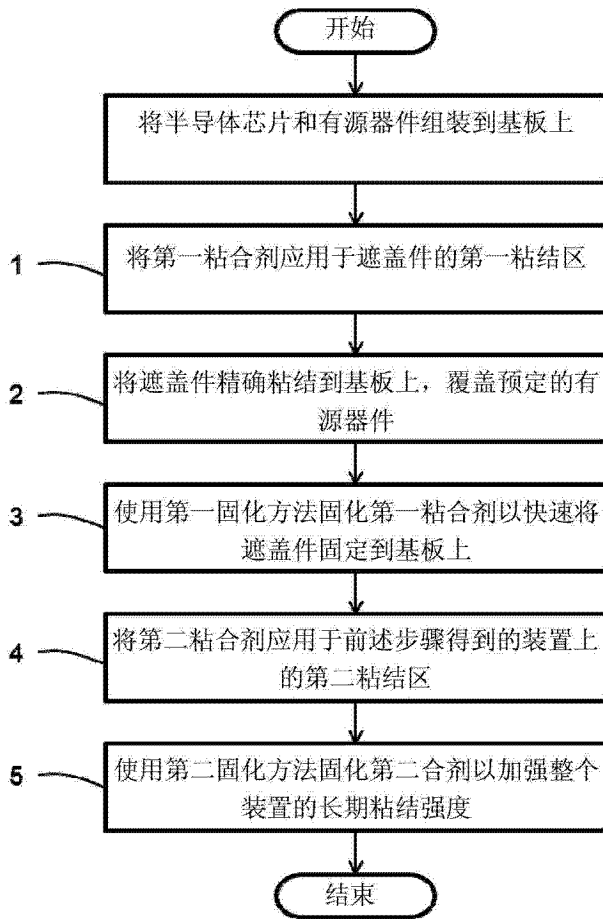 开始
将半导体芯片和有源器件组装到基板上
1
将第一粘合剂应用于遮盖件的第一粘结区
2
将遮盖件精确粘结到基板上，覆盖预定的有
源器件
3
使用第一固化方法固化第一粘合剂以快速将
遮盖件固定到基板上
4
将第二粘合剂应用于前述步骤得到的装置上
的第二粘结区
5
使用第二固化方法固化第二合剂以加强整个
装置的长期粘结强度
结束